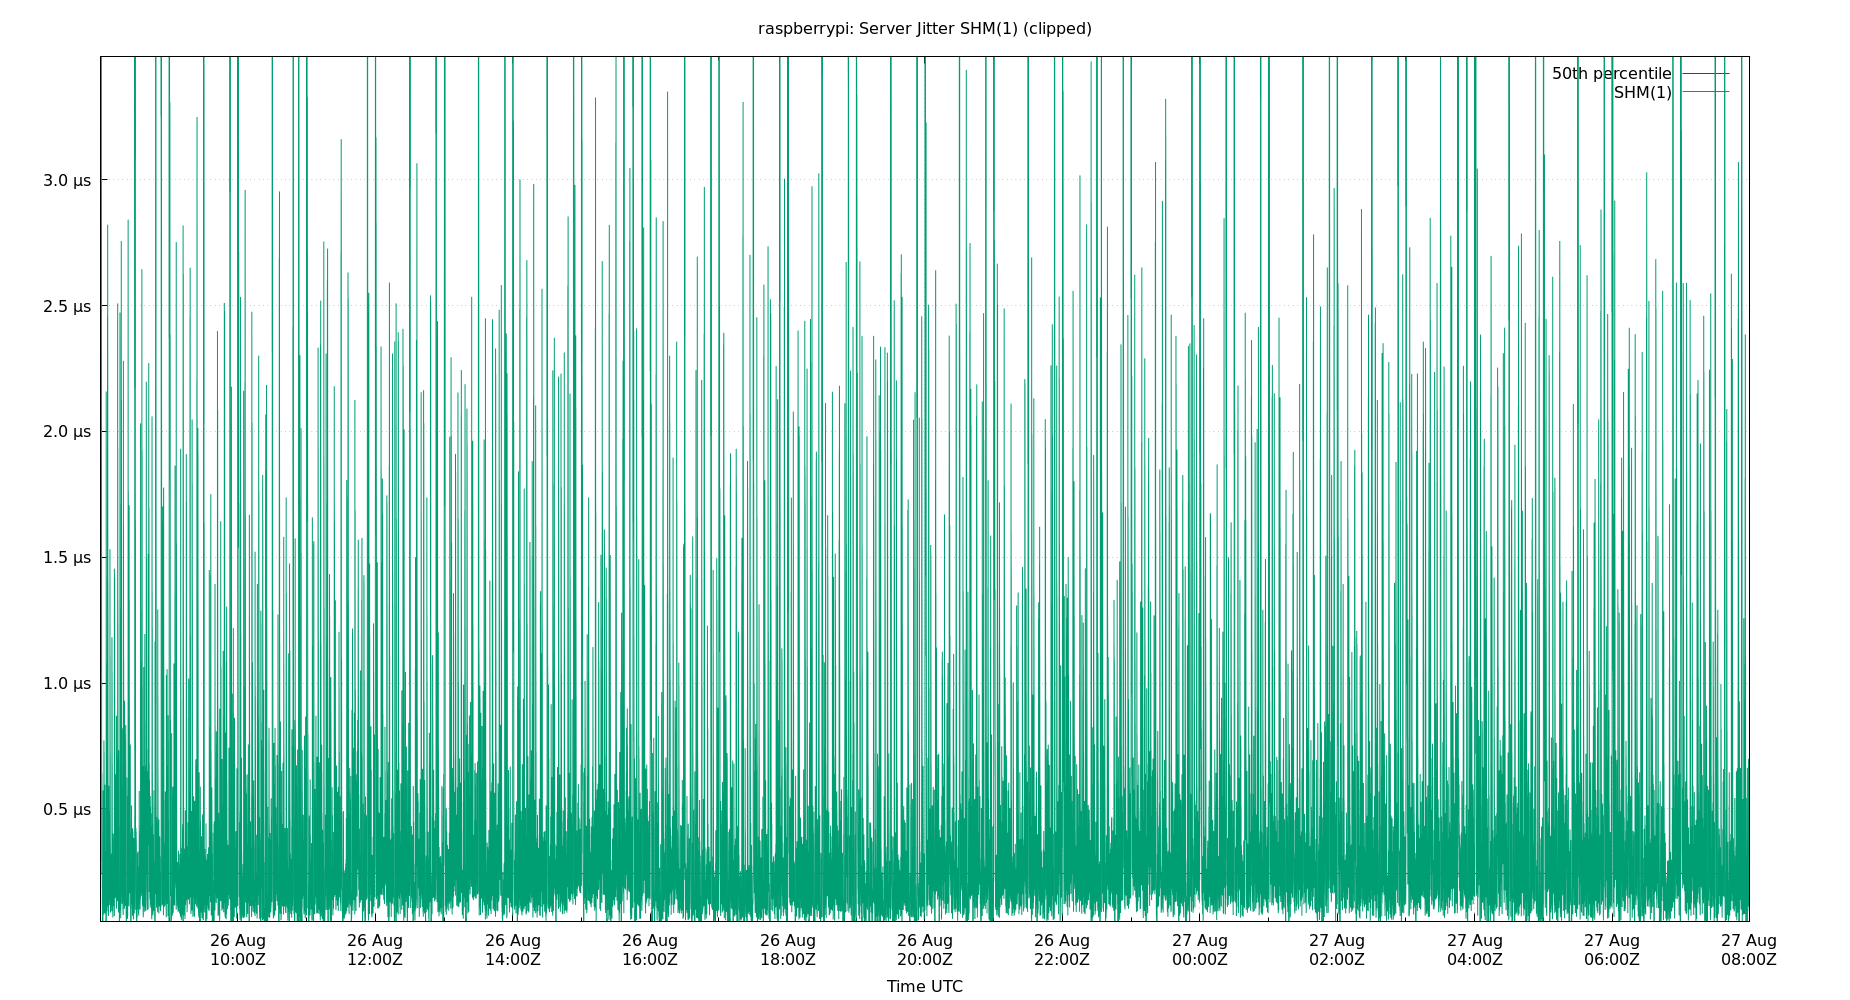 raspberrypi: Server Jitter SHM(1) (clipped)
50th percentile
SHM(1)
3.0 µs
2.5 µs
2.0 µs
1.5 µs
1.0 µs
0.5 µs
26 Aug 26 Aug 26 Aug 26 Aug 26 Aug 26 Aug 26 Aug 27 Aug 27 Aug 27 Aug 27 Aug 27 Aug
10:00Z 12:00Z 14:00Z 16:00Z 18:00Z 20:00Z 22:00Z 00:00Z 02:00Z 04:00Z 06:00Z 08:00Z
Time UTC